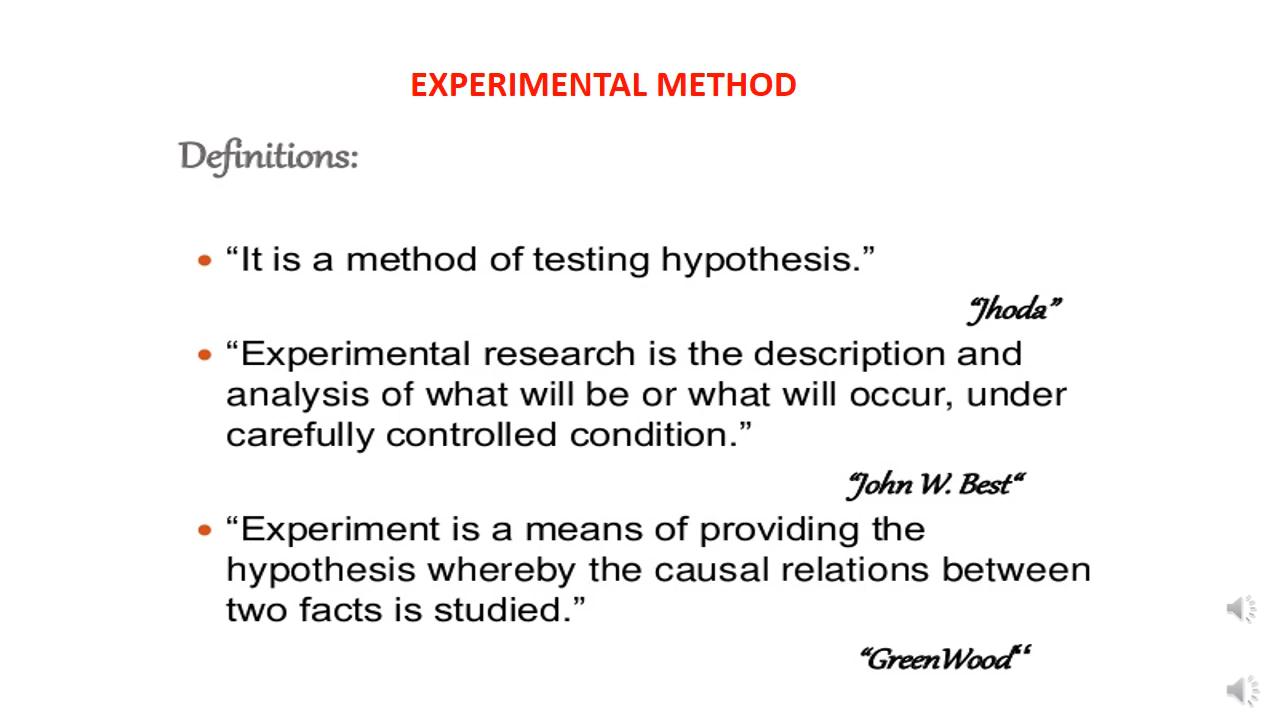 EXPERIMENTAL METHOD
Definitions:
• “It is a method of testing hypothesis.”
“Jhoda”
• “Experimental research is the description and
analysis of what will be or what will occur, under
carefully controlled condition.”
“John W. Best“
• “Experiment is a means of providing the
hypothesis whereby the causal relations between
two facts is studied.”
“GreenWood“